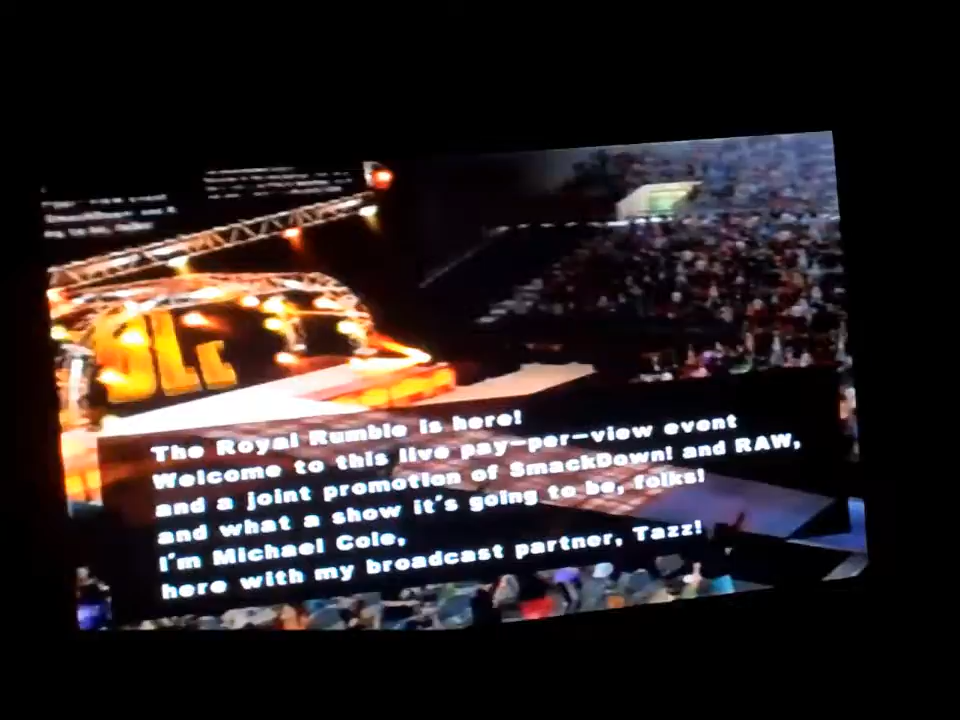 The Royal Rumble is here!
Welcome to this live pay-per-view event
and a joint promotion of SmackDown! and RAW,
and what a show it's going to be, folks!
I'm Michael Cole,
here with my broadcast partner, Tazz!